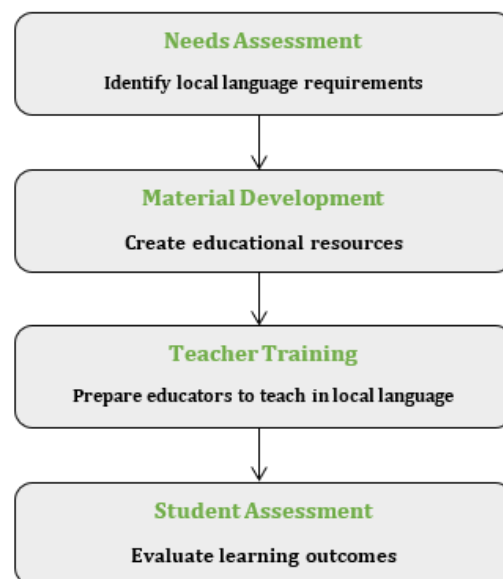 Needs Assessment
Identify local language requirements
Material Development
Create educational resources
Teacher Training
Prepare educators to teach in local language
Student Assessment
Evaluate learning outcomes